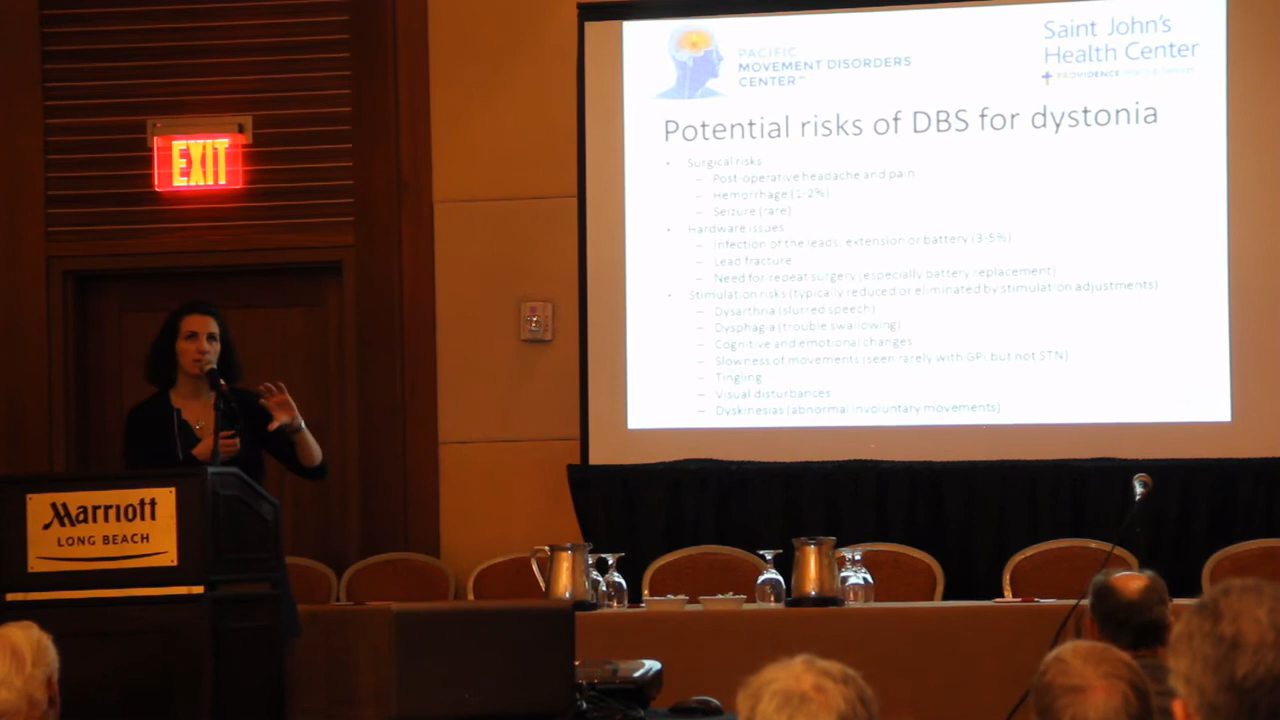 EXIT
Marriott
LONG BEACH
PACIFIC
MOVEMENT DISORDERS
CENTER™
Saint John's
Health Center
PROVIDENCE Health & Services
Potential risks of DBS for dystonia
• Surgical risks
– Post-operative headache and pain
– Hemorrhage (1-2%)
– Seizure (rare)
• Hardware issues
– Infection of the leads, extension or battery (3-5%)
– Lead fracture
– Need for repeat surgery (especially battery replacement)
• Stimulation risks (typically reduced or eliminated by stimulation adjustments)
– Dysarthria (slurred speech)
– Dysphagia (trouble swallowing)
– Cognitive and emotional changes
– Slowness of movements (seen rarely with GPi but not STN)
– Tingling
– Visual disturbances
– Dyskinesias (abnormal involuntary movements)